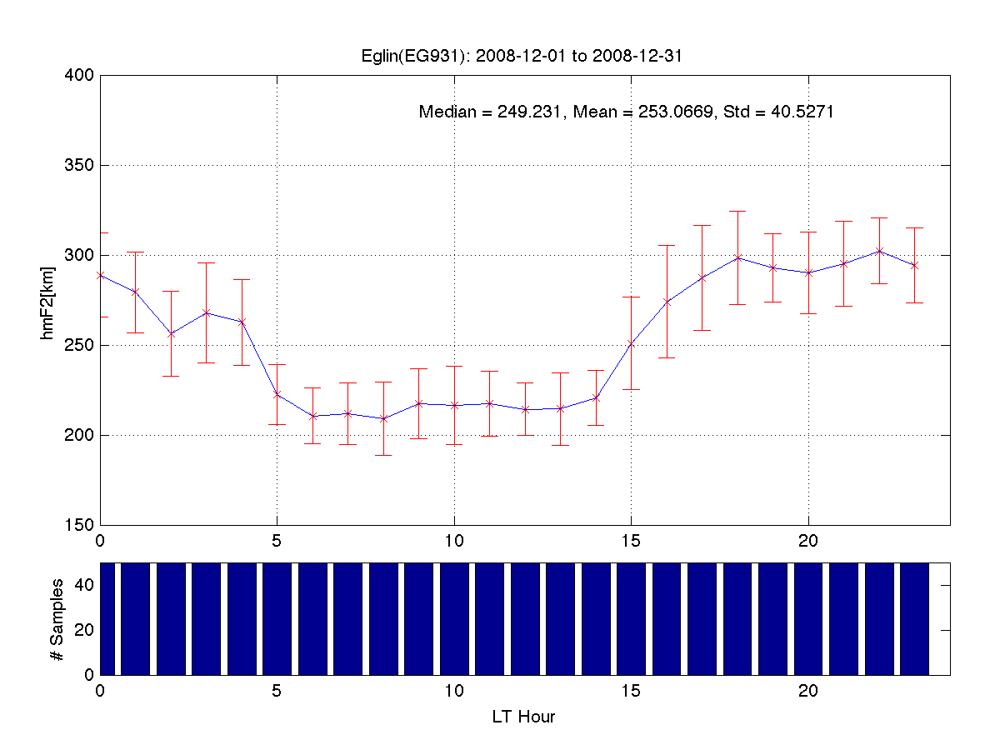 Eglin(EG931): 2008-12-01 to 2008-12-31
400
Median = 249.231, Mean = 253.0669, Std = 40.5271
350
300
hmF2[km]
250
200
150
0 5 10 15 20
40
# Samples
20
0
0 5 10 15 20
LT Hour